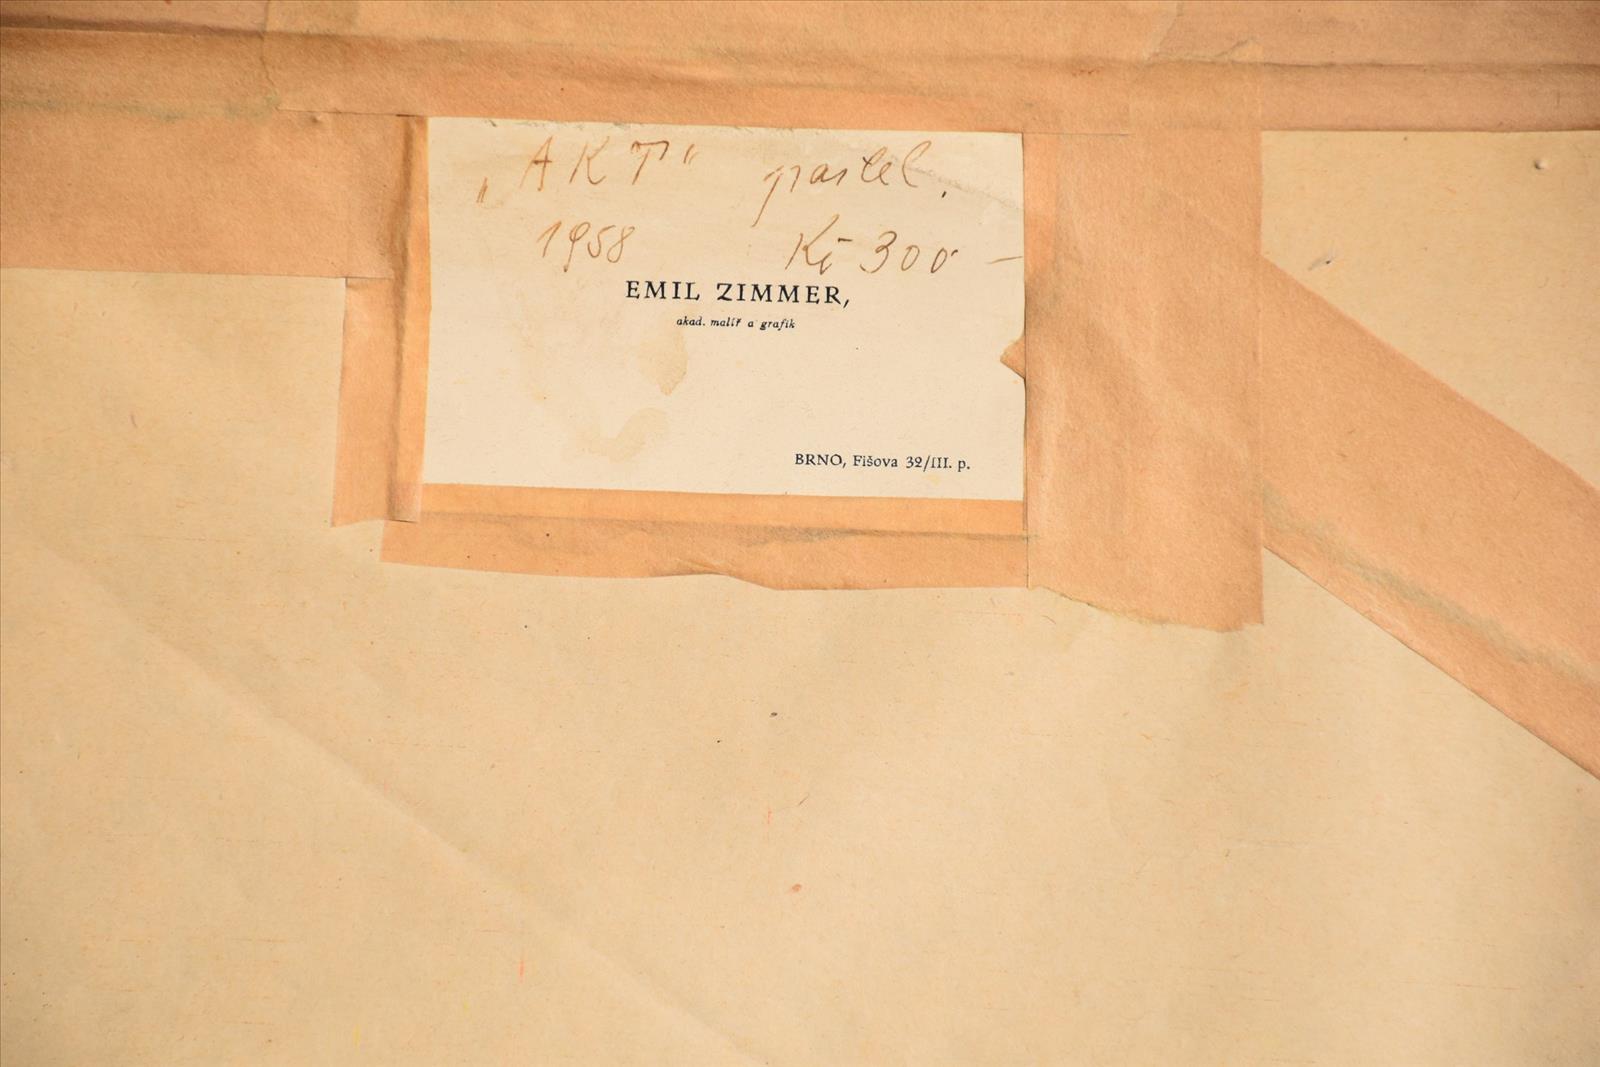 „AKT“ pastel.
1958 Kč 300 –
EMIL ZIMMER,
akad. malíř a grafik
BRNO, Fišova 32/III. p.